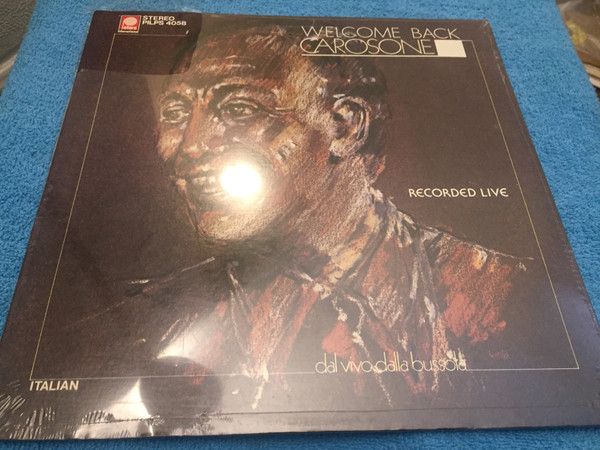 STEREO
PILPS 4058
WELCOME BACK
CAROSONE
RECORDED LIVE
dal vivo dalla bussola
ITALIAN